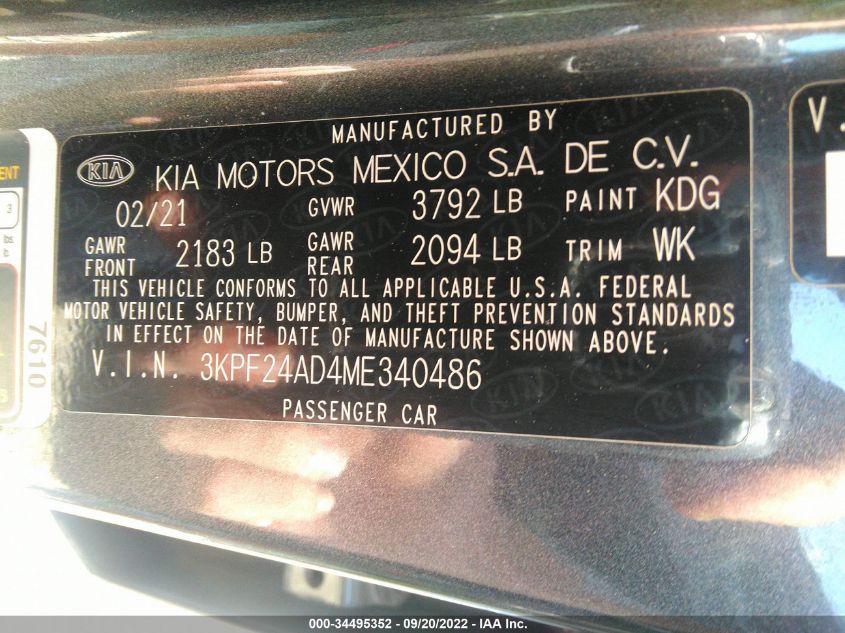 MANUFACTURED BY
KIA KIA MOTORS MEXICO S.A. DE C.V.
02/21 GVWR 3792 LB PAINT KDG
GAWR FRONT 2183 LB GAWR REAR 2094 LB TRIM WK
THIS VEHICLE CONFORMS TO ALL APPLICABLE U.S.A. FEDERAL
MOTOR VEHICLE SAFETY, BUMPER, AND THEFT PREVENTION STANDARDS
IN EFFECT ON THE DATE OF MANUFACTURE SHOWN ABOVE.
V.I.N. 3KPF24AD4ME340486
PASSENGER CAR
3
lbs.
7610
V.
000-34495352 - 09/20/2022 - IAA Inc.